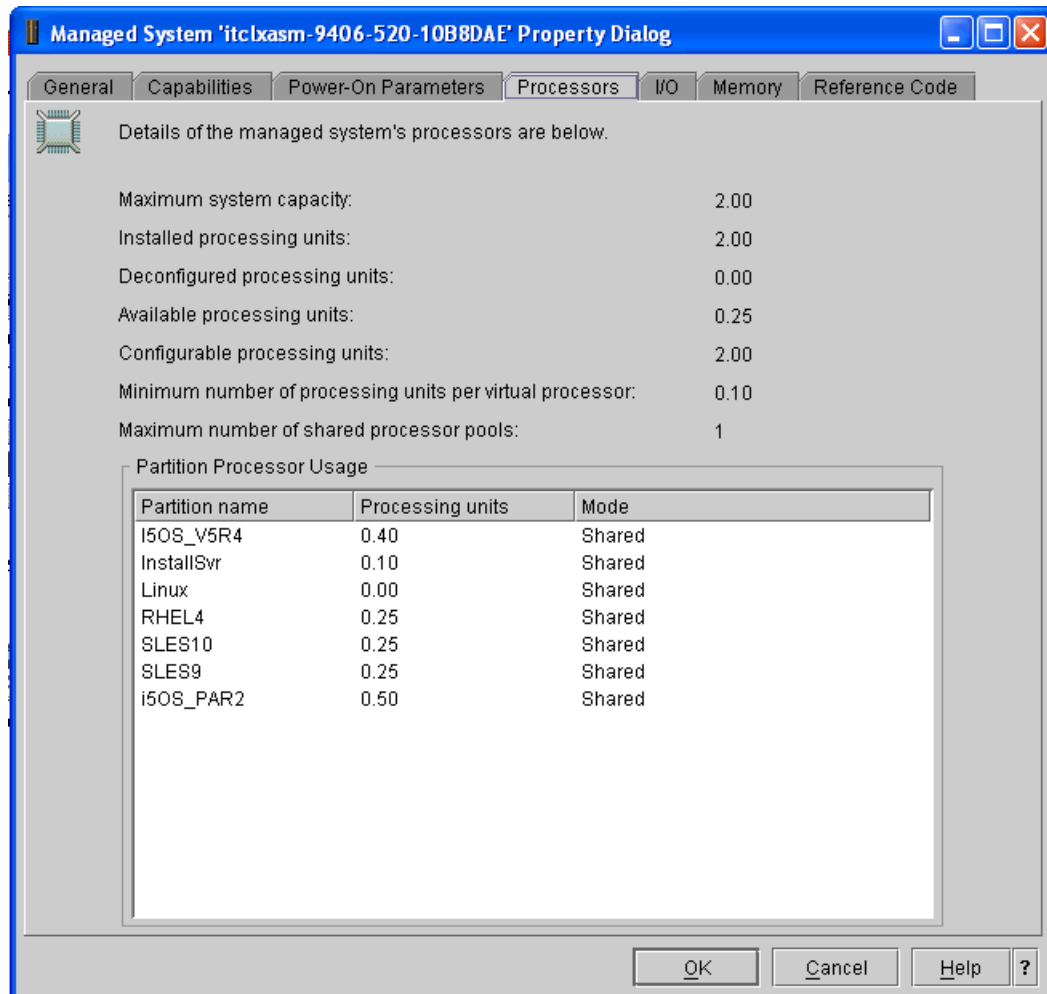 Managed System 'itclxasm-9406-520-10B8DAE' Property Dialog
General Capabilities Power-On Parameters Processors I/O Memory Reference Code
Details of the managed system's processors are below.
Maximum system capacity: 2.00
Installed processing units: 2.00
Deconfigured processing units: 0.00
Available processing units: 0.25
Configurable processing units: 2.00
Minimum number of processing units per virtual processor: 0.10
Maximum number of shared processor pools: 1
Partition Processor Usage
Partition name Processing units Mode
I5OS_V5R4 0.40 Shared
InstallSvr 0.10 Shared
Linux 0.00 Shared
RHEL4 0.25 Shared
SLES10 0.25 Shared
SLES9 0.25 Shared
i5OS_PAR2 0.50 Shared
OK Cancel Help ?